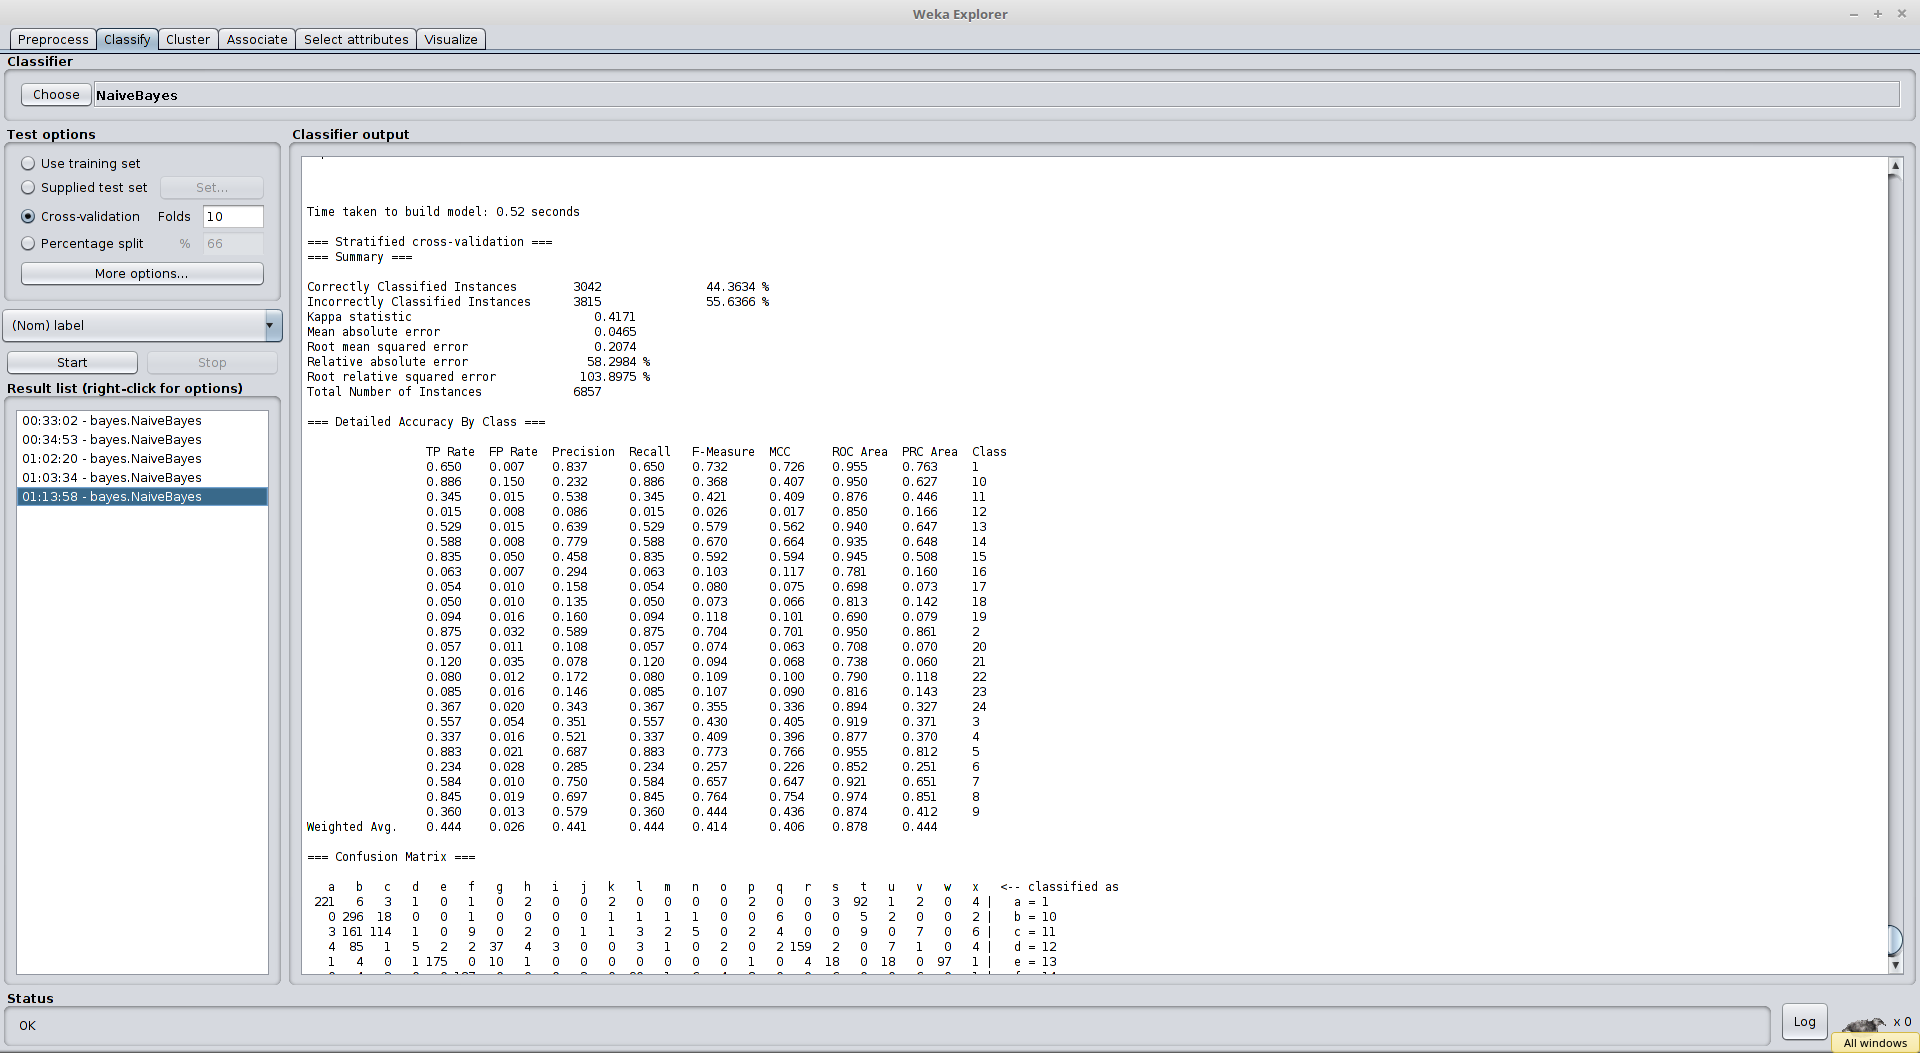 Weka Explorer
Preprocess Classify Cluster Associate Select attributes Visualize
Classifier
Choose NaiveBayes
Test options
Use training set
Supplied test set Set...
Cross-validation Folds 10
Percentage split % 66
More options...
(Nom) label
Start Stop
Result list (right-click for options)
00:33:02 - bayes.NaiveBayes
00:34:53 - bayes.NaiveBayes
01:02:20 - bayes.NaiveBayes
01:03:34 - bayes.NaiveBayes
01:13:58 - bayes.NaiveBayes
Classifier output
Time taken to build model: 0.52 seconds
=== Stratified cross-validation ===
=== Summary ===
Correctly Classified Instances 3042 44.3634 %
Incorrectly Classified Instances 3815 55.6366 %
Kappa statistic 0.4171
Mean absolute error 0.0465
Root mean squared error 0.2074
Relative absolute error 58.2984 %
Root relative squared error 103.8975 %
Total Number of Instances 6857
=== Detailed Accuracy By Class ===
TP Rate FP Rate Precision Recall F-Measure MCC ROC Area PRC Area Class
0.650 0.007 0.837 0.650 0.732 0.726 0.955 0.763 1
0.886 0.150 0.232 0.886 0.368 0.407 0.950 0.627 10
0.345 0.015 0.538 0.345 0.421 0.409 0.876 0.446 11
0.015 0.008 0.086 0.015 0.026 0.017 0.850 0.166 12
0.529 0.015 0.639 0.529 0.579 0.562 0.940 0.647 13
0.588 0.008 0.779 0.588 0.670 0.664 0.935 0.648 14
0.835 0.050 0.458 0.835 0.592 0.594 0.945 0.508 15
0.063 0.007 0.294 0.063 0.103 0.117 0.781 0.160 16
0.054 0.010 0.158 0.054 0.080 0.075 0.698 0.073 17
0.050 0.010 0.135 0.050 0.073 0.066 0.813 0.142 18
0.094 0.016 0.160 0.094 0.118 0.101 0.690 0.079 19
0.875 0.032 0.589 0.875 0.704 0.701 0.950 0.861 2
0.057 0.011 0.108 0.057 0.074 0.063 0.708 0.070 20
0.120 0.035 0.078 0.120 0.094 0.068 0.738 0.060 21
0.080 0.012 0.172 0.080 0.109 0.100 0.790 0.118 22
0.085 0.016 0.146 0.085 0.107 0.090 0.816 0.143 23
0.367 0.020 0.343 0.367 0.355 0.336 0.894 0.327 24
0.557 0.054 0.351 0.557 0.430 0.405 0.919 0.371 3
0.337 0.016 0.521 0.337 0.409 0.396 0.877 0.370 4
0.883 0.021 0.687 0.883 0.773 0.766 0.955 0.812 5
0.234 0.028 0.285 0.234 0.257 0.226 0.852 0.251 6
0.584 0.010 0.750 0.584 0.657 0.647 0.921 0.651 7
0.845 0.019 0.697 0.845 0.764 0.754 0.974 0.851 8
0.360 0.013 0.579 0.360 0.444 0.436 0.874 0.412 9
Weighted Avg. 0.444 0.026 0.441 0.444 0.414 0.406 0.878 0.444
=== Confusion Matrix ===
a b c d e f g h i j k l m n o p q r s t u v w x <-- classified as
221 6 3 1 0 1 0 2 0 0 2 0 0 0 0 2 0 0 3 92 1 2 0 4 | a = 1
0 296 18 0 0 1 0 0 0 0 1 1 1 1 0 0 6 0 0 5 2 0 0 2 | b = 10
3 161 114 1 0 9 0 2 0 1 1 3 2 5 0 2 4 0 0 9 0 7 0 6 | c = 11
4 85 1 5 2 2 37 4 3 0 0 3 1 0 2 0 2 159 2 0 7 1 0 4 | d = 12
1 4 0 1 175 0 10 1 0 0 0 0 0 0 0 1 0 4 18 0 18 0 97 1 | e = 13
Status
OK
Log
x 0
All windows